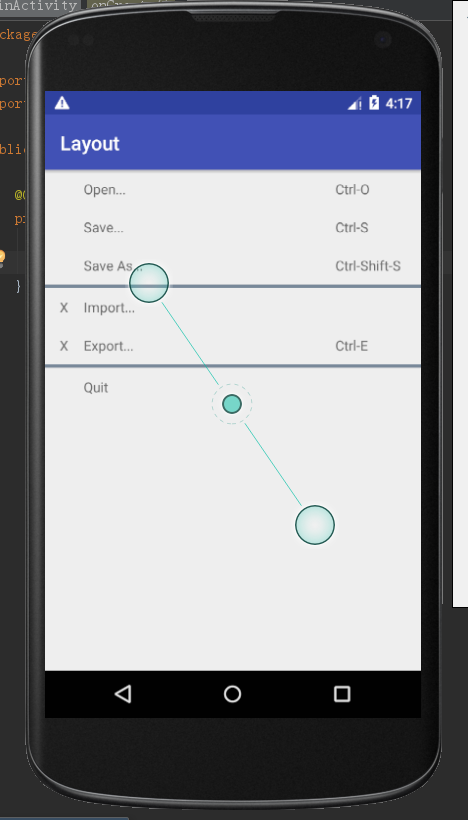 inActivity onCreate()
4:17
ckage
Layout
port
port
blic
Open... Ctrl-O
@O
Save... Ctrl-S
Save As... Ctrl-Shift-S
}
X Import...
X Export... Ctrl-E
Quit